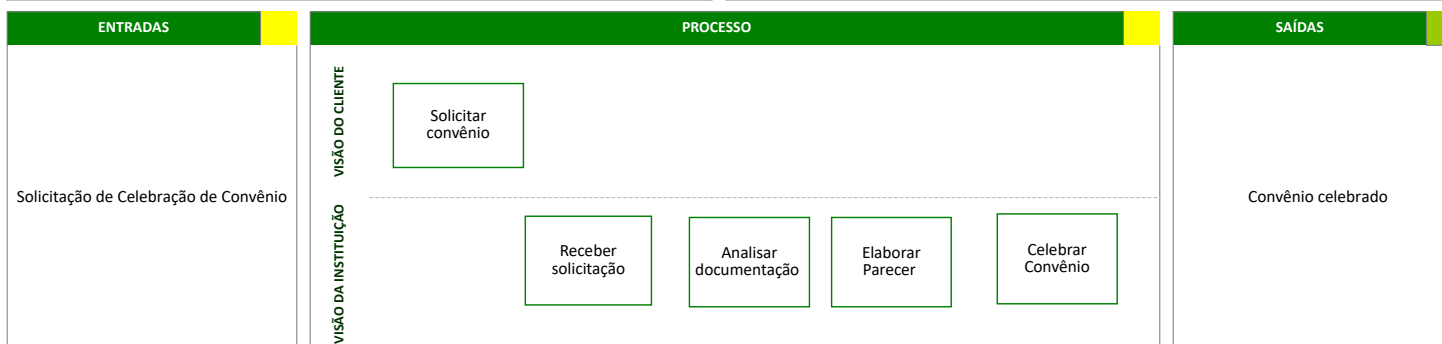 ENTRADAS
PROCESSO
SAÍDAS
Solicitação de Celebração de Convênio
VISÃO DO CLIENTE
Solicitar
convênio
VISÃO DA INSTITUIÇÃO
Receber
solicitação
Analisar
documentação
Elaborar
Parecer
Celebrar
Convênio
Convênio celebrado